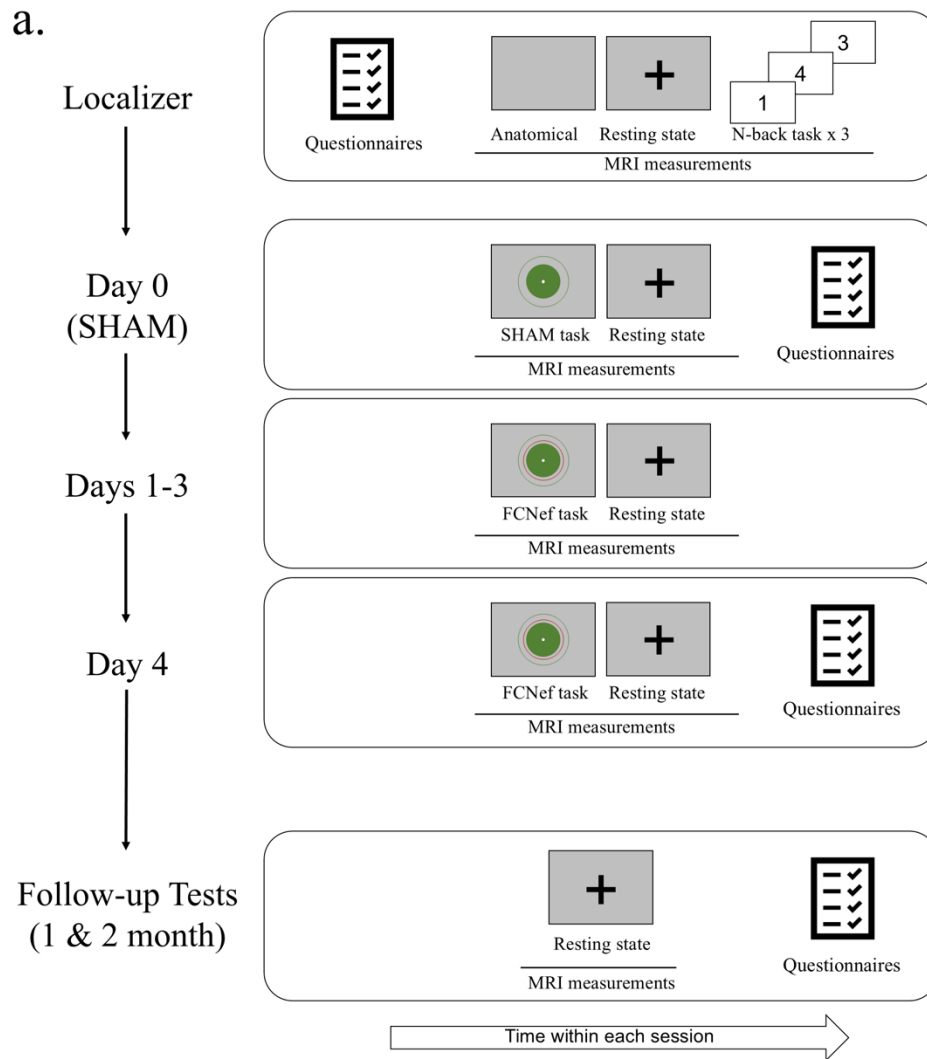 a.
Localizer
Questionnaires
Anatomical
Resting state
1
4
3
N-back task x 3
MRI measurements
Day 0
(SHAM)
SHAM task
Resting state
MRI measurements
Questionnaires
Days 1-3
FCNef task
Resting state
MRI measurements
Day 4
FCNef task
Resting state
MRI measurements
Questionnaires
Follow-up Tests
(1 & 2 month)
Resting state
MRI measurements
Questionnaires
Time within each session